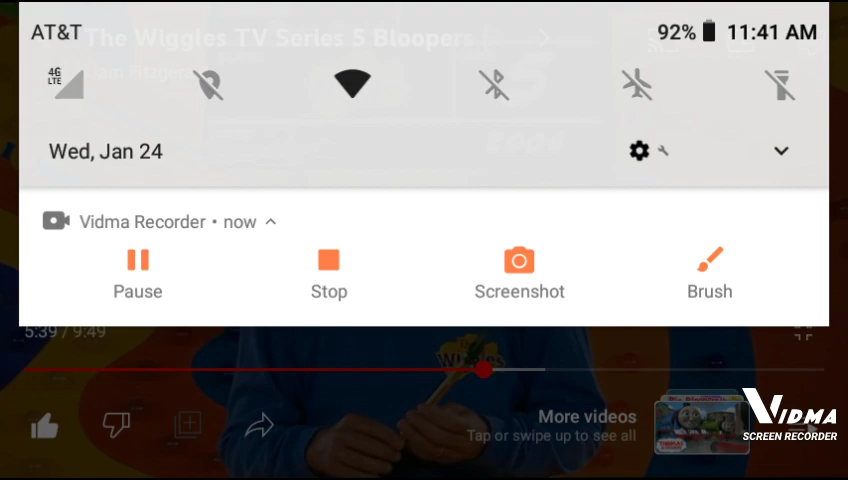 AT&T
92%
11:41 AM
The Wiggles TV Series 5 Bloopers
4G
LTE
Wed, Jan 24
Vidma Recorder • now
Pause
Stop
Screenshot
Brush
5:39 / 9:49
Wiggles
More videos
Tap or swipe up to see all
VIDMA
SCREEN RECORDER